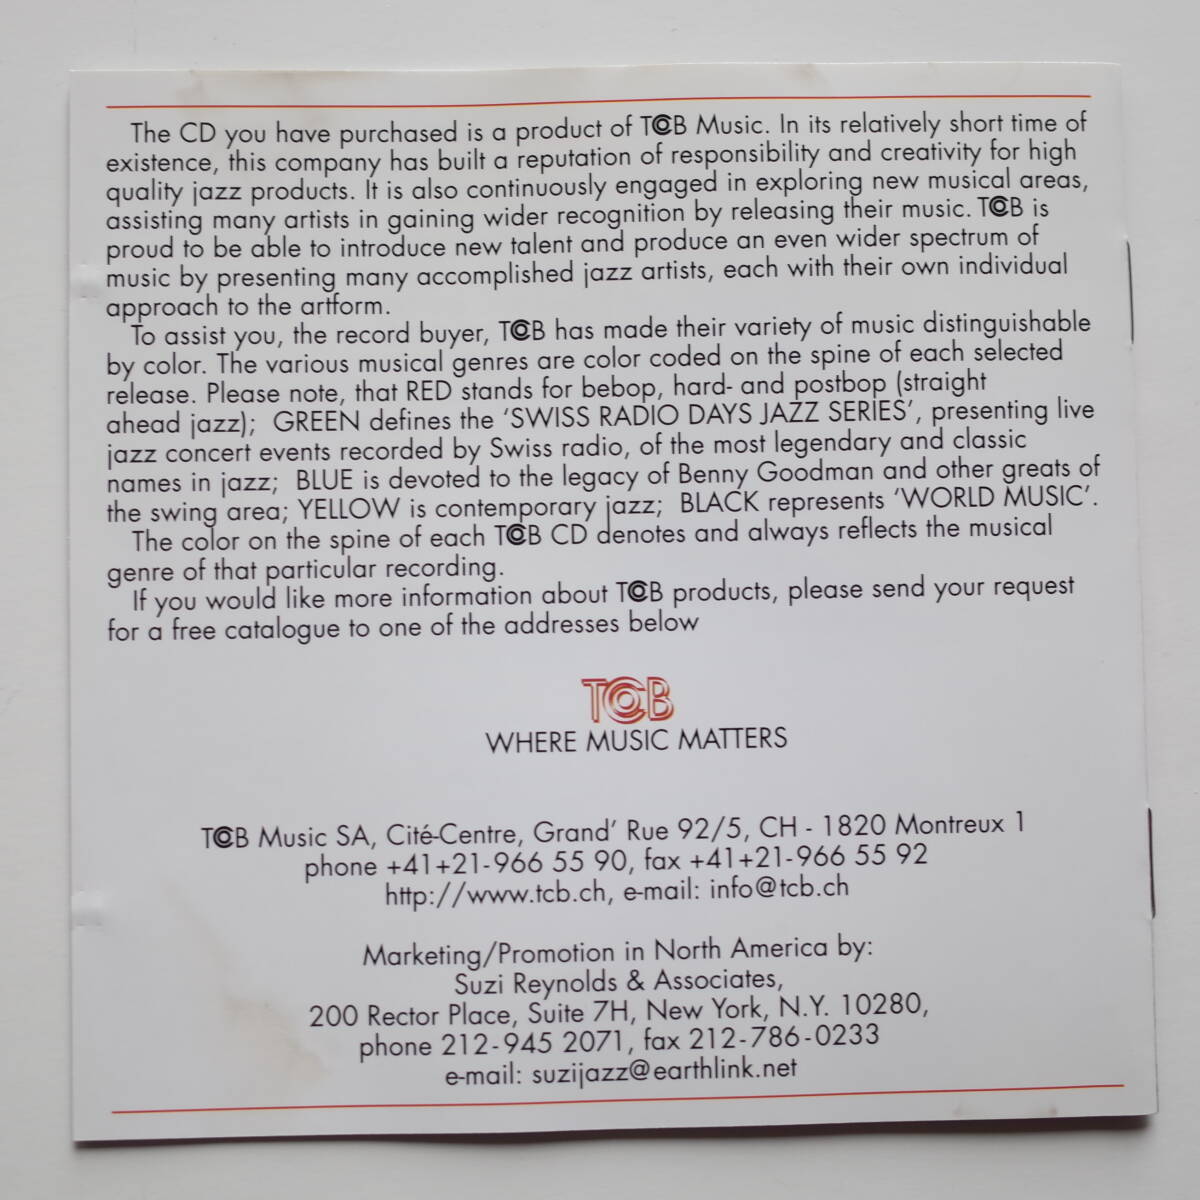 The CD you have purchased is a product of TCB Music. In its relatively short time of
existence, this company has built a reputation of responsibility and creativity for high
quality jazz products. It is also continuously engaged in exploring new musical areas,
assisting many artists in gaining wider recognition by releasing their music. TCB is
proud to be able to introduce new talent and produce an even wider spectrum of
music by presenting many accomplished jazz artists, each with their own individual
approach to the artform.
To assist you, the record buyer, TCB has made their variety of music distinguishable
by color. The various musical genres are color coded on the spine of each selected
release. Please note, that RED stands for bebop, hard- and postbop (straight
ahead jazz); GREEN defines the ‘SWISS RADIO DAYS JAZZ SERIES’, presenting live
jazz concert events recorded by Swiss radio, of the most legendary and classic
names in jazz; BLUE is devoted to the legacy of Benny Goodman and other greats of
the swing area; YELLOW is contemporary jazz; BLACK represents ‘WORLD MUSIC’.
The color on the spine of each TCB CD denotes and always reflects the musical
genre of that particular recording.
If you would like more information about TCB products, please send your request
for a free catalogue to one of the addresses below
TCB
WHERE MUSIC MATTERS
TCB Music SA, Cité-Centre, Grand’ Rue 92/5, CH - 1820 Montreux 1
phone +41+21-966 55 90, fax +41+21-966 55 92
http://www.tcb.ch, e-mail: info@tcb.ch
Marketing/Promotion in North America by:
Suzi Reynolds & Associates,
200 Rector Place, Suite 7H, New York, N.Y. 10280,
phone 212-945 2071, fax 212-786-0233
e-mail: suzijazz@earthlink.net